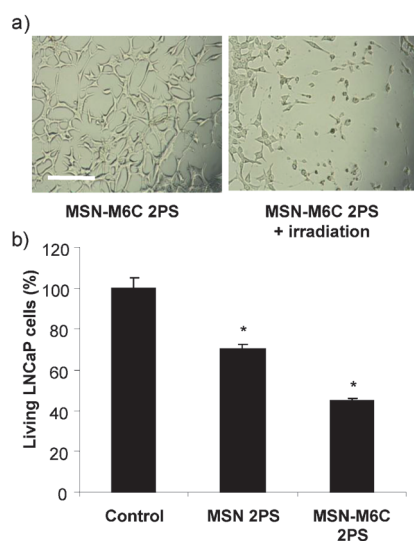 a)
MSN-M6C 2PS
MSN-M6C 2PS
+ irradiation
b)
Living LNCaP cells (%)
120
100
80
60
40
20
0
*
*
Control
MSN 2PS
MSN-M6C
2PS